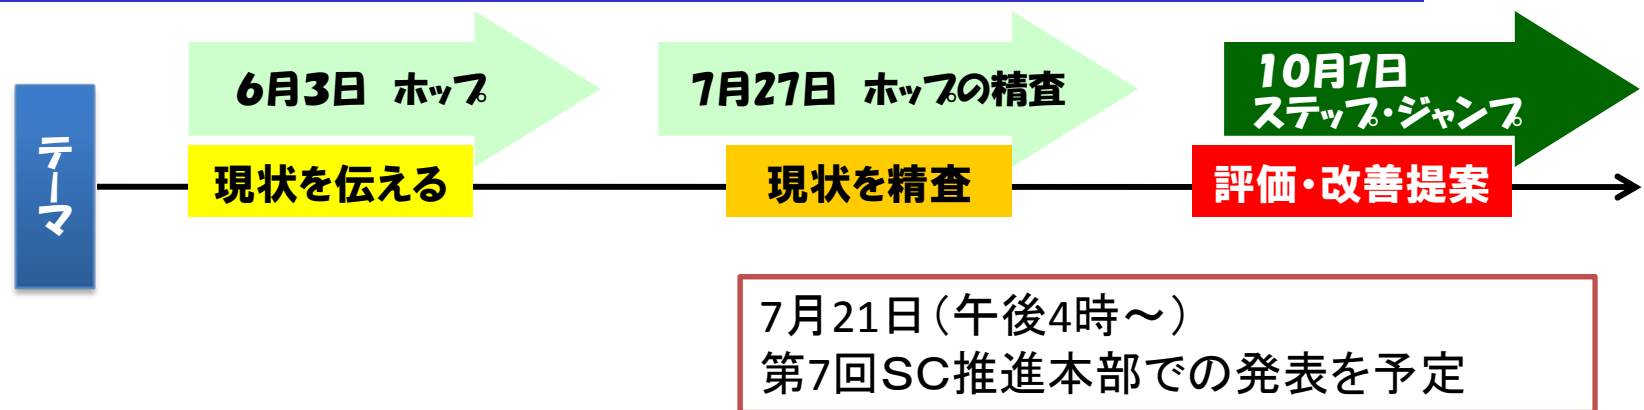 テーマ
6月3日 ホップ
現状を伝える
7月27日 ホップの精査
現状を精査
10月7日
ステップ・ジャンプ
評価・改善提案
7月21日(午後4時~)
第7回SC推進本部での発表を予定